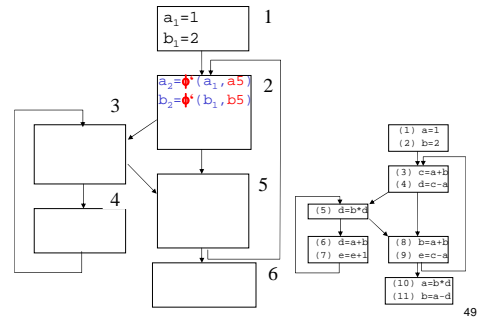 1
a₁=1
b₁=2
2
a₂=ϕ‘(a₁,a5)
b₂=ϕ‘(b₁,b5)
3
4
5
6
(1) a=1
(2) b=2
(3) c=a+b
(4) d=c-a
(5) d=b*d
(6) d=a+b
(7) e=e+1
(8) b=a+b
(9) e=c-a
(10) a=b*d
(11) b=a-d
49